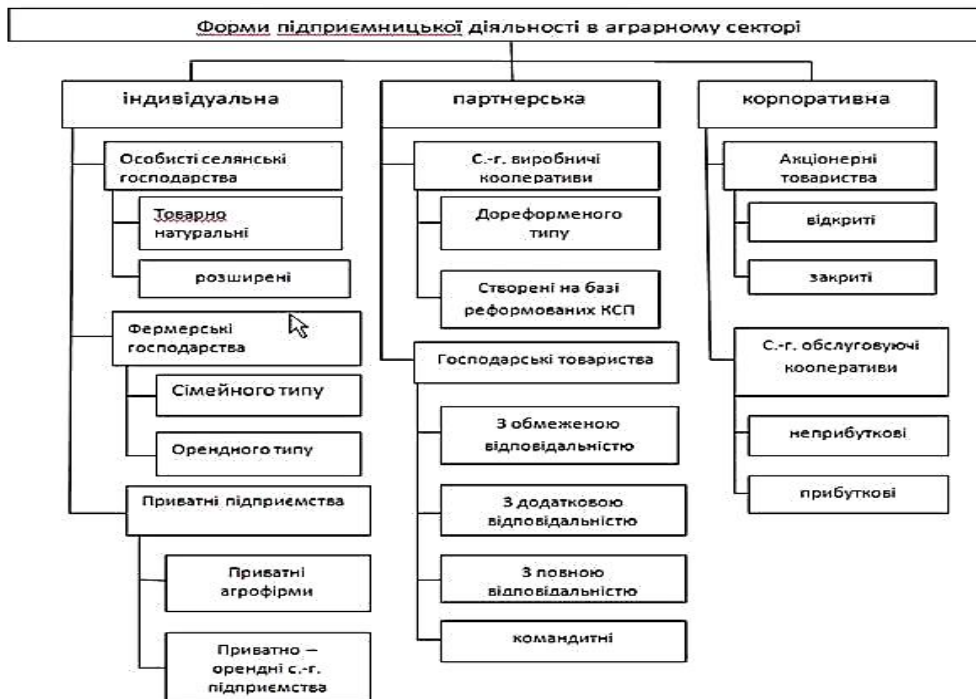 Форми підприємницької діяльності в аграрному секторі
індивідуальна
Особисті селянські
господарства
Товарно
натуральні
розширені
Фермерські
господарства
Сімейного типу
Орендного типу
Приватні підприємства
Приватні
агрофірми
Приватно –
орендні с.-г.
підприємства
партнерська
С.-г. виробничі
кооперативи
Дореформеного
типу
Створені на базі
реформованих КСП
Господарські товариства
З обмеженою
відповідальністю
З додатковою
відповідальністю
З повною
відповідальністю
командитні
корпоративна
Акціонерні
товариства
відкриті
закриті
С.-г. обслуговуючі
кооперативи
неприбуткові
прибуткові